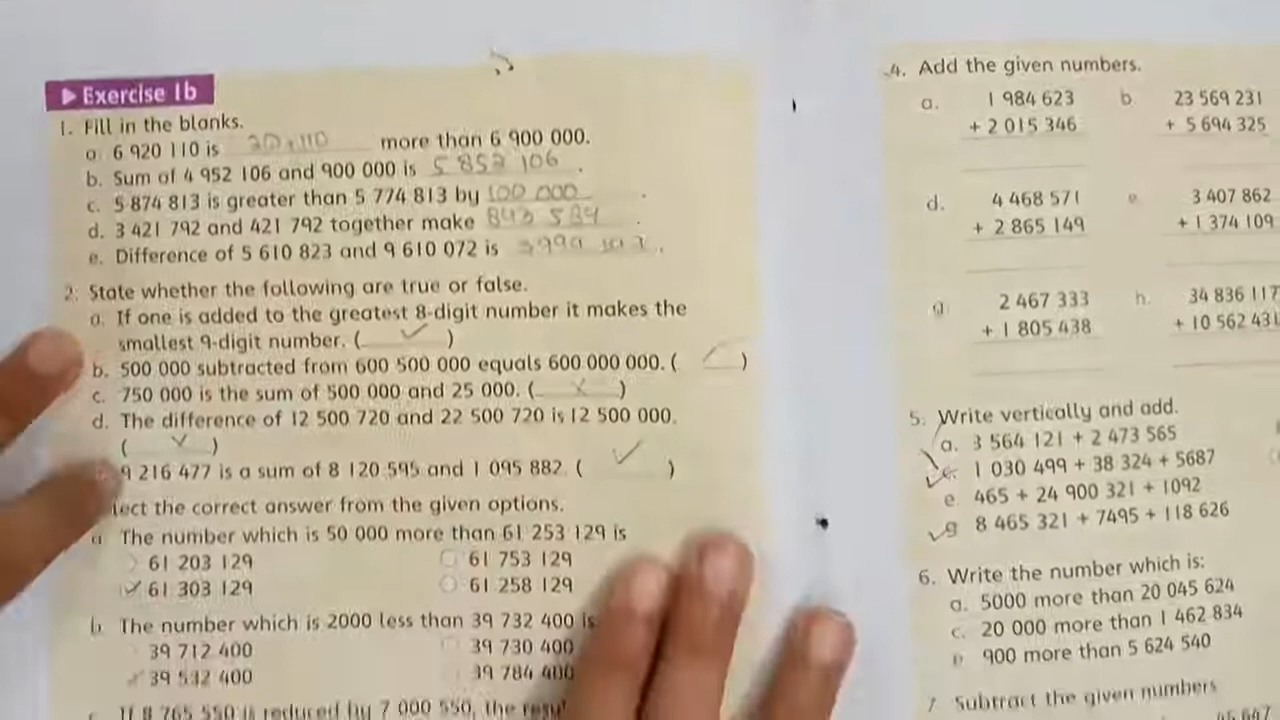 Exercise 1b
1. Fill in the blanks.
a. 6 920 110 is 20,110 more than 6 900 000.
b. Sum of 4 952 106 and 900 000 is 5 852 106.
c. 5 874 813 is greater than 5 774 813 by 100 000.
d. 3 421 792 and 421 792 together make 843 584.
e. Difference of 5 610 823 and 9 610 072 is
2. State whether the following are true or false.
a. If one is added to the greatest 8-digit number it makes the
smallest 9-digit number. ( ✓ )
b. 500 000 subtracted from 600 500 000 equals 600 000 000. ( )
c. 750 000 is the sum of 500 000 and 25 000. ( x )
d. The difference of 12 500 720 and 22 500 720 is 12 500 000.
( )
9 216 477 is a sum of 8 120 595 and 1 095 882. ( ✓ )
lect the correct answer from the given options.
a The number which is 50 000 more than 61 253 129 is
61 203 129 61 753 129
✓ 61 303 129 61 258 129
b The number which is 2000 less than 39 732 400 is
39 712 400 39 730 400
39 532 400 39 784 400
If 8 765 550 is reduced by 7 000 550, the resu
4. Add the given numbers.
a. 1 984 623 b. 23 569 231
+ 2 015 346 + 5 694 325
d. 4 468 571 e. 3 407 862
+ 2 865 149 + 1 374 109
g. 2 467 333 h. 34 836 117
+ 1 805 438 + 10 562 431
5. Write vertically and add.
a. 3 564 121 + 2 473 565
c. 1 030 499 + 38 324 + 5687
e. 465 + 24 900 321 + 1092
✓ g 8 465 321 + 7495 + 118 626
6. Write the number which is:
a. 5000 more than 20 045 624
c. 20 000 more than 1 462 834
900 more than 5 624 540
7 Subtract the given numbers